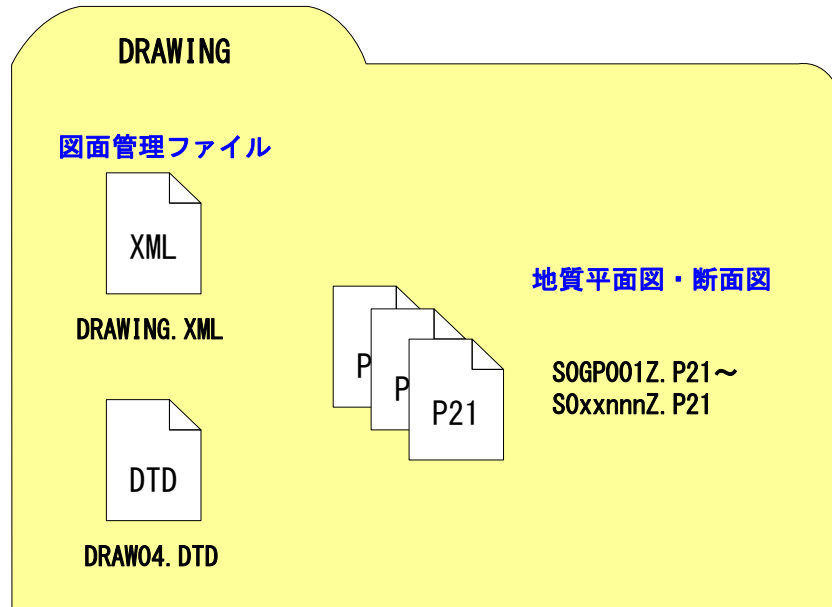 DRAWING
図面管理ファイル
XML
DRAWING.XML
DTD
DRAW04.DTD
P
P
P21
地質平面図・断面図
S0GP001Z.P21～
S0xxnnnZ.P21